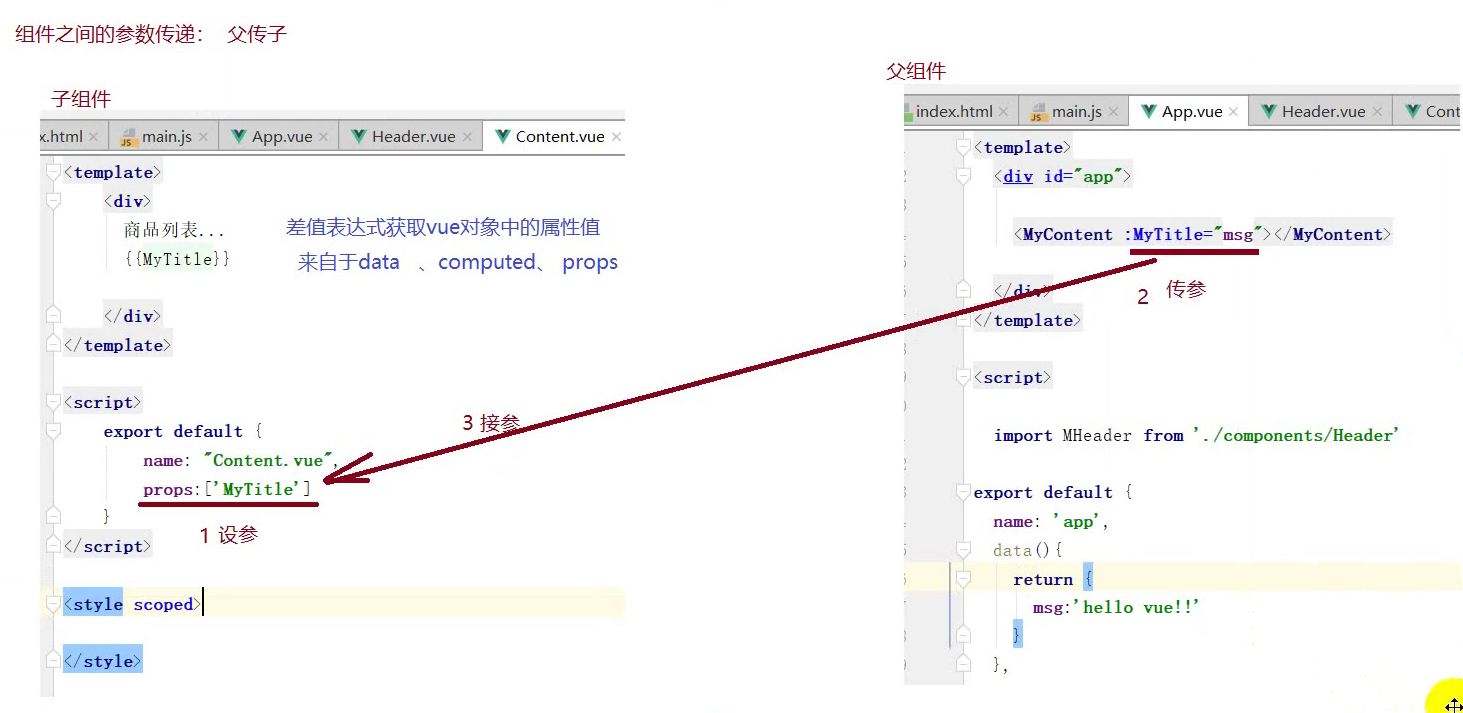 组件之间的参数传递： 父传子
子组件
x.html × main.js × App.vue × Header.vue × Content.vue ×
<template>
<div>
商品列表...
{{MyTitle}}
</div>
</template>
<script>
export default {
name: "Content.vue",
props:['MyTitle']
}
</script>
<style scoped>
</style>
差值表达式获取vue对象中的属性值
来自于data 、computed、 props
1 设参
3 接参
父组件
index.html × main.js × App.vue × Header.vue × Cont
<template>
<div id="app">
<MyContent :MyTitle="msg"></MyContent>
</div>
</template>
2 传参
<script>
import MHeader from './components/Header'
export default {
name: 'app',
data(){
return {
msg:'hello vue!!'
}
},